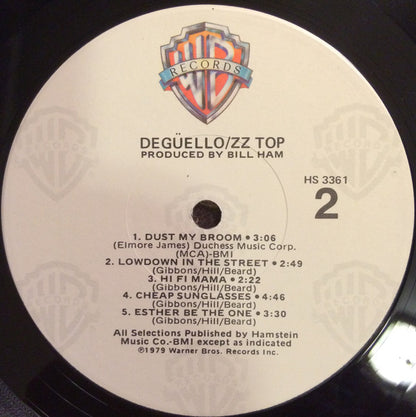 WB
RECORDS
DEGÜELLO/ZZ TOP
PRODUCED BY BILL HAM
HS 3361
2
1. DUST MY BROOM • 3:06
(Elmore James) Duchess Music Corp.
(MCA)-BMI
2. LOWDOWN IN THE STREET • 2:49
(Gibbons/Hill/Beard)
3. HI FI MAMA • 2:22
(Gibbons/Hill/Beard)
4. CHEAP SUNGLASSES • 4:46
(Gibbons/Hill/Beard)
5. ESTHER BE THE ONE • 3:30
(Gibbons/Hill/Beard)
All Selections Published by Hamstein
Music Co.-BMI except as indicated
℗1979 Warner Bros. Records Inc.